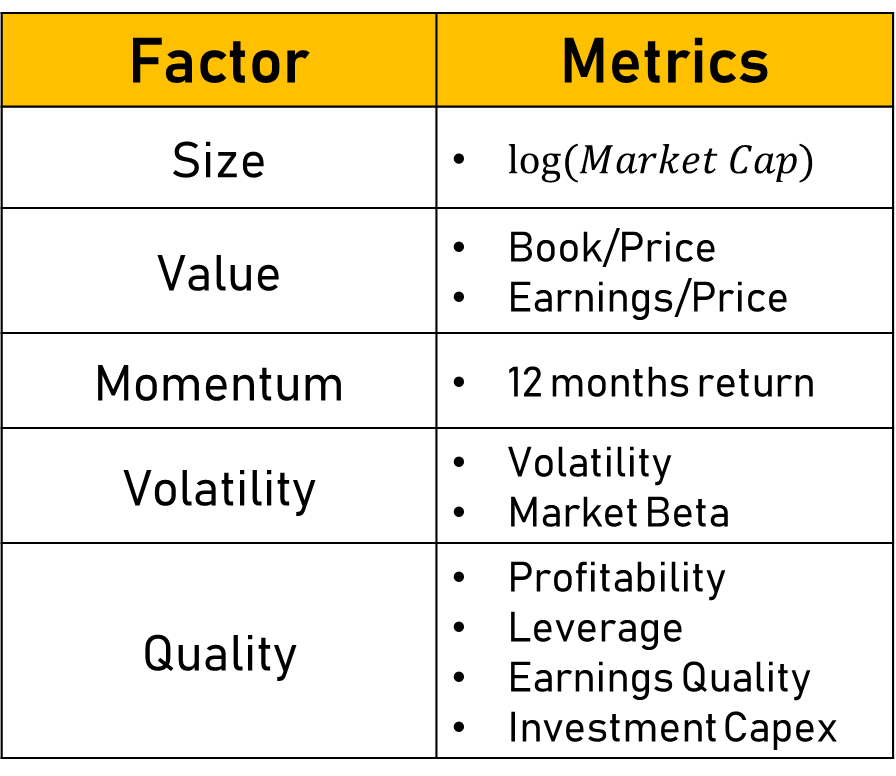 Factor
Metrics
Size
• log(Market Cap)
Value
• Book/Price
• Earnings/Price
Momentum
• 12 months return
Volatility
• Volatility
• Market Beta
Quality
• Profitability
• Leverage
• Earnings Quality
• Investment Capex